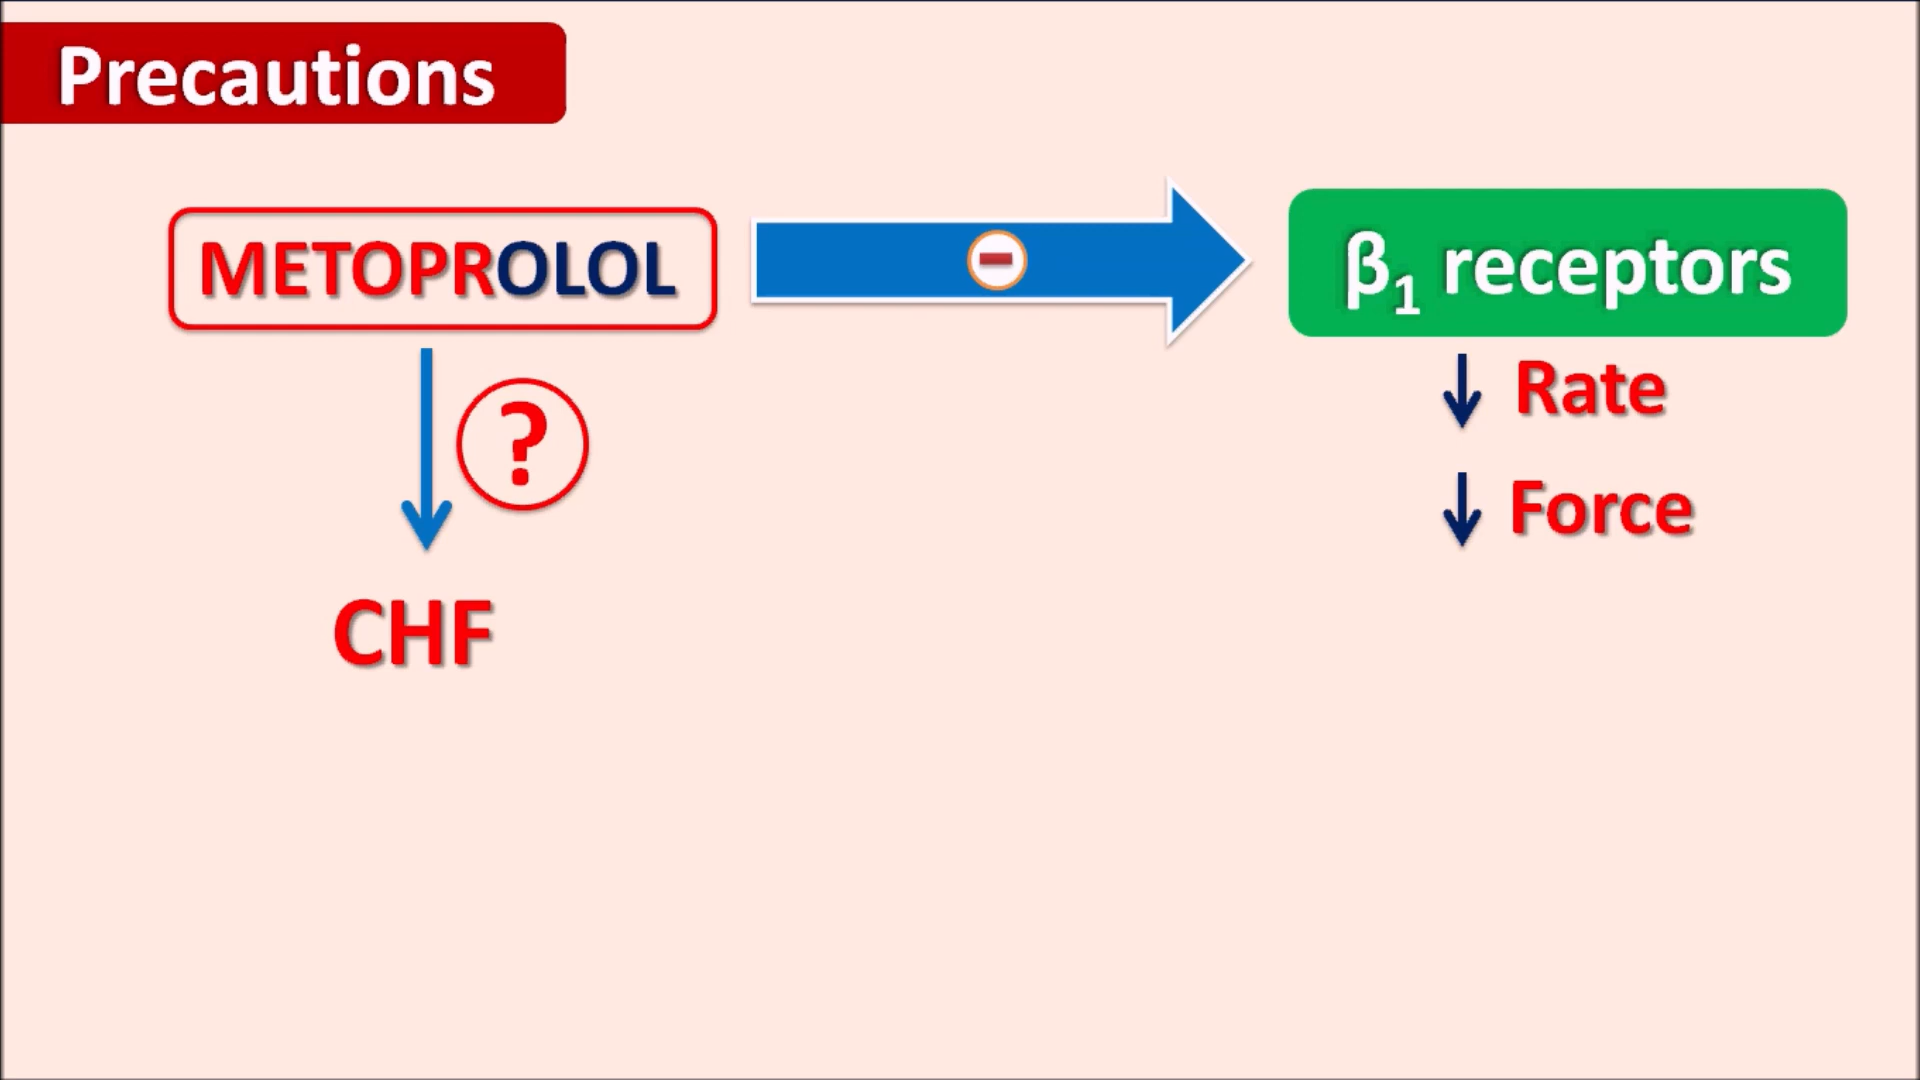 Precautions
METOPROLOL
β₁ receptors
↓ Rate
?
↓ Force
CHF